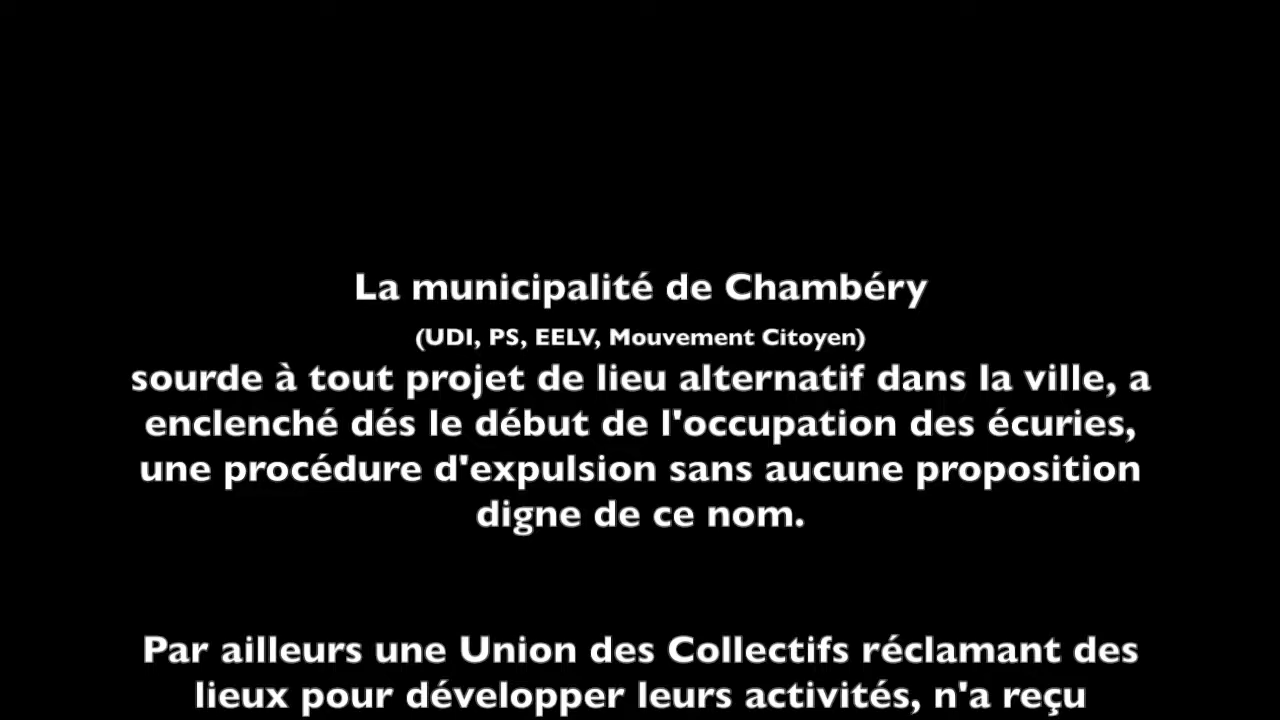 La municipalité de Chambéry
(UDI, PS, EELV, Mouvement Citoyen)
sourde à tout projet de lieu alternatif dans la ville, a
enclenché dés le début de l'occupation des écuries,
une procédure d'expulsion sans aucune proposition
digne de ce nom.
Par ailleurs une Union des Collectifs réclamant des
lieux pour développer leurs activités, n'a reçu